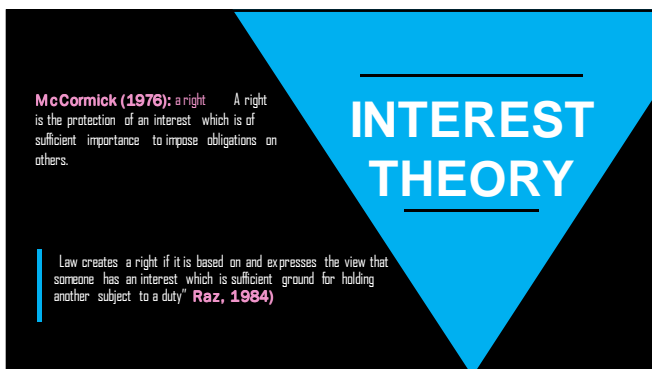 INTEREST
THEORY
McCormick (1976): a right A right
is the protection of an interest which is of
sufficient importance to impose obligations on
others.
Law creates a right if it is based on and expresses the view that
someone has an interest which is sufficient ground for holding
another subject to a duty” Raz, 1984)